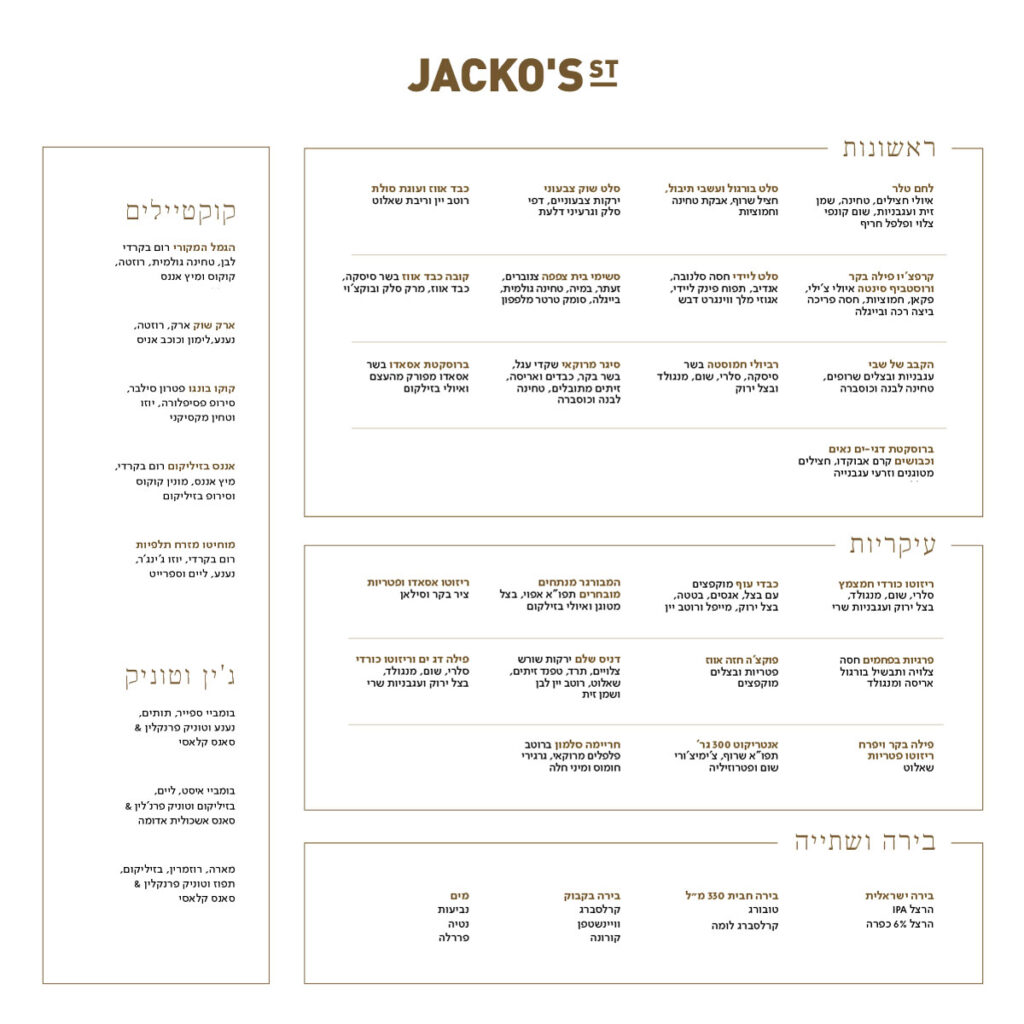 JACKO'S ST
ראשונות
לחם טלר
איולי חצילים, טחינה, שמן
זית ועגבניות, שום קונפי
צלוי ופלפל חריף
סלט בורגול ועשבי תיבול,
חציל שרוף, אבקת טחינה
וחמוציות
סלט שוק צבעוני
ירקות צבעוניים, דפי
סלק וגרעיני דלעת
כבד אווז ועוגת סולת
רוטב יין וריבת שאלוט
קרפצ'יו פילה בקר
ורוסטביף סינטה איולי צ'ילי,
פקאן, חמוציות, חסה פריכה
ביצה רכה ובייגלה
סלט ליידי חסה סלנובה,
אנדיב, תפוח פינק ליידי,
אגוזי מלך ווינגרט דבש
סשימי בית צפפה צנוברים,
זעתר, במיה, טחינה גולמית,
בייגלה, סומק טרטר מלפפון
קובה כבד אווז בשר סיסקה,
כבד אווז, מרק סלק ובוקצ'וי
הקבב של שבי
עגבניות ובצלים שרופים,
טחינה לבנה וכוסברה
רביולי חמוסטה בשר
סיסקה, סלרי, שום, מנגולד
ובצל ירוק
סיגר מרוקאי שקדי עגל,
בשר בקר, כבדים ואריסה,
זיתים מתובלים, טחינה
לבנה וכוסברה
ברוסקטת אסאדו בשר
אסאדו מפורק מהעצם
ואיולי בזיליקום
ברוסקטת דגי-ים נאים
וכבושים קרם אבוקדו, חצילים
מטוגנים וזרעי עגבנייה
עיקריות
ריזוטו כורדי חמצמץ
סלרי, שום, מנגולד,
בצל ירוק ועגבניות שרי
כבדי עוף מוקפצים
עם בצל, אגסים, בטטה,
בצל ירוק, מייפל ורוטב יין
המבורגר מנתחים
מובחרים תפו"א אפוי, בצל
מטוגן ואיולי בזילקום
ריזוטו אסאדו ופטריות
ציר בקר וסילאן
פרגיות בפחמים חסה
צלויה ותבשיל בורגול
אריסה ומנגולד
פוקצ'ה חזה אווז
פטריות ובצלים
מוקפצים
דניס שלם ירקות שורש
צלויים, תרד, טפנד זיתים,
שאלוט, רוטב יין לבן
ושמן זית
פילה דג ים וריזוטו כורדי
סלרי, שום, מנגולד,
בצל ירוק ועגבניות שרי
פילה בקר ויפרח
ריזוטו פטריות
שאלוט
אנטריקוט 300 גר'
תפו"א שרוף, צ'ימיצ'ורי
שום ופטרוזיליה
חריימה סלמון ברוטב
פלפלים מרוקאי, גרגירי
חומוס ומיני חלה
בירה ושתייה
בירה ישראלית
הרצל IPA
הרצל 6% כפרה
בירה חבית 330 מ"ל
טובורג
קרלסברג לומה
בירה בקבוק
קרלסברג
וויינשטפן
קורונה
מים
נביעות
נטיה
פררלה
קוקטיילים
הגמל המקורי רום בקרדי
לבן, טחינה גולמית, רוזטה,
קוקוס ומיץ אננס
ארק שוק ארק, רוזטה,
נענע,לימון וכוכב אניס
קוקו בונגו פטרון סילבר,
סירופ פסיפלורה, יוזו
וטחין מקסיקני
אננס בזיליקום רום בקרדי,
מיץ אננס, מונין קוקוס
וסירופ בזיליקום
מוחיטו מזרח תלפיות
רום בקרדי, יוזו ג'ינג'ר,
נענע, ליים וספרייט
ג'ין וטוניק
בומביי ספייר, תותים,
נענע וטוניק פרנקלין &
סאנס קלאסי
בומביי איסט, ליים,
בזיליקום וטוניק פרנ'לין &
סאנס אשכולית אדומה
מארה, רוזמרין, בזיליקום,
תפוז וטוניק פרנקלין &
סאנס קלאסי